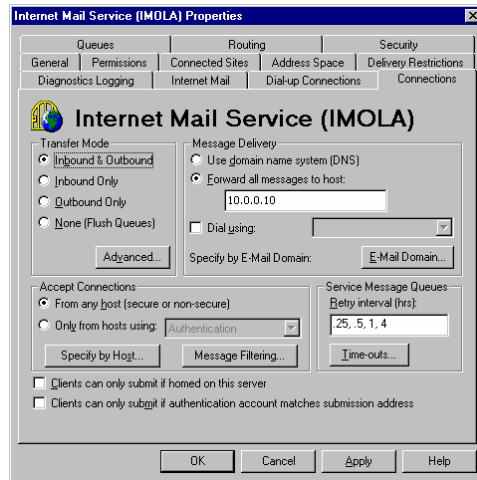 Internet Mail Service (IMOLA) Properties
Queues Routing Security
General Permissions Connected Sites Address Space Delivery Restrictions
Diagnostics Logging Internet Mail Dial-up Connections Connections
Internet Mail Service (IMOLA)
Transfer Mode
Inbound & Outbound
Inbound Only
Outbound Only
None (Flush Queues)
Advanced...
Message Delivery
Use domain name system (DNS)
Forward all messages to host:
10.0.0.10
Dial using:
Specify by E-Mail Domain: E-Mail Domain...
Accept Connections
From any host (secure or non-secure)
Only from hosts using: Authentication
Specify by Host... Message Filtering...
Service Message Queues
Retry interval (hrs):
.25, .5, 1, 4
Time-outs...
Clients can only submit if homed on this server
Clients can only submit if authentication account matches submission address
OK Cancel Apply Help